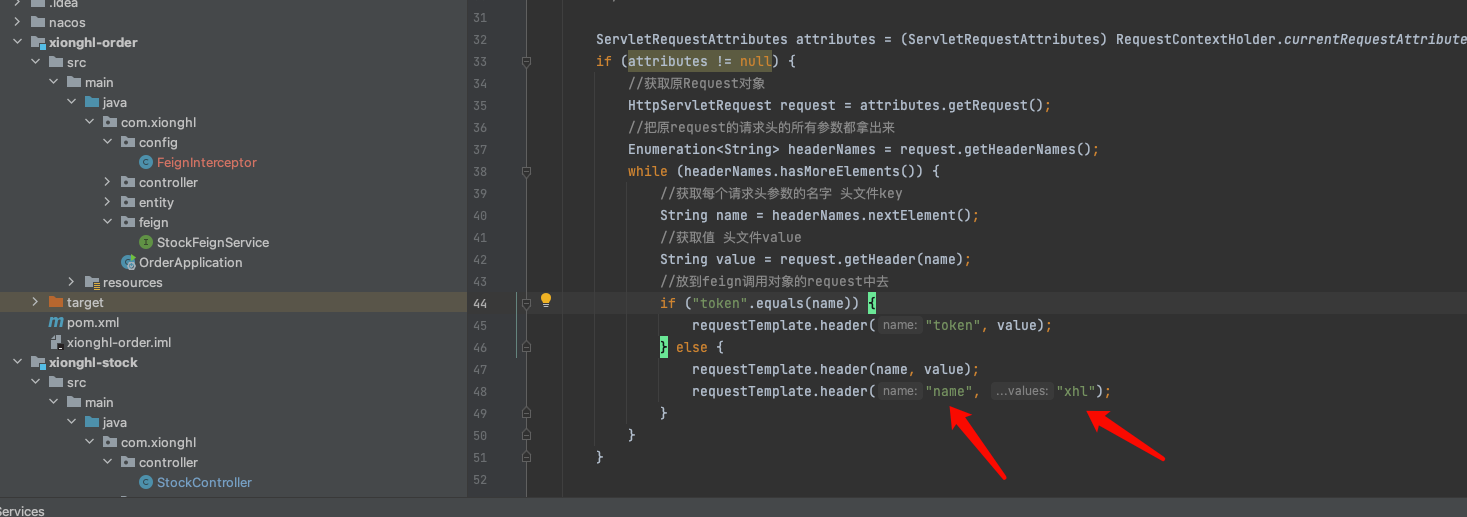 .idea
nacos
xionghl-order
src
main
java
com.xionghl
config
FeignInterceptor
controller
entity
feign
StockFeignService
OrderApplication
resources
target
pom.xml
xionghl-order.iml
xionghl-stock
src
main
java
com.xionghl
controller
StockController
Services
31
32 ServletRequestAttributes attributes = (ServletRequestAttributes) RequestContextHolder.currentRequestAttribute
33 if (attributes != null) {
34 //获取原Request对象
35 HttpServletRequest request = attributes.getRequest();
36 //把原request的请求头的所有参数都拿出来
37 Enumeration<String> headerNames = request.getHeaderNames();
38 while (headerNames.hasMoreElements()) {
39 //获取每个请求头参数的名字 头文件key
40 String name = headerNames.nextElement();
41 //获取值 头文件value
42 String value = request.getHeader(name);
43 //放到feign调用对象的request中去
44 if ("token".equals(name)) {
45 requestTemplate.header( name: "token", value);
46 } else {
47 requestTemplate.header(name, value);
48 requestTemplate.header( name: "name", ...values: "xhl");
49 }
50 }
51 }
52